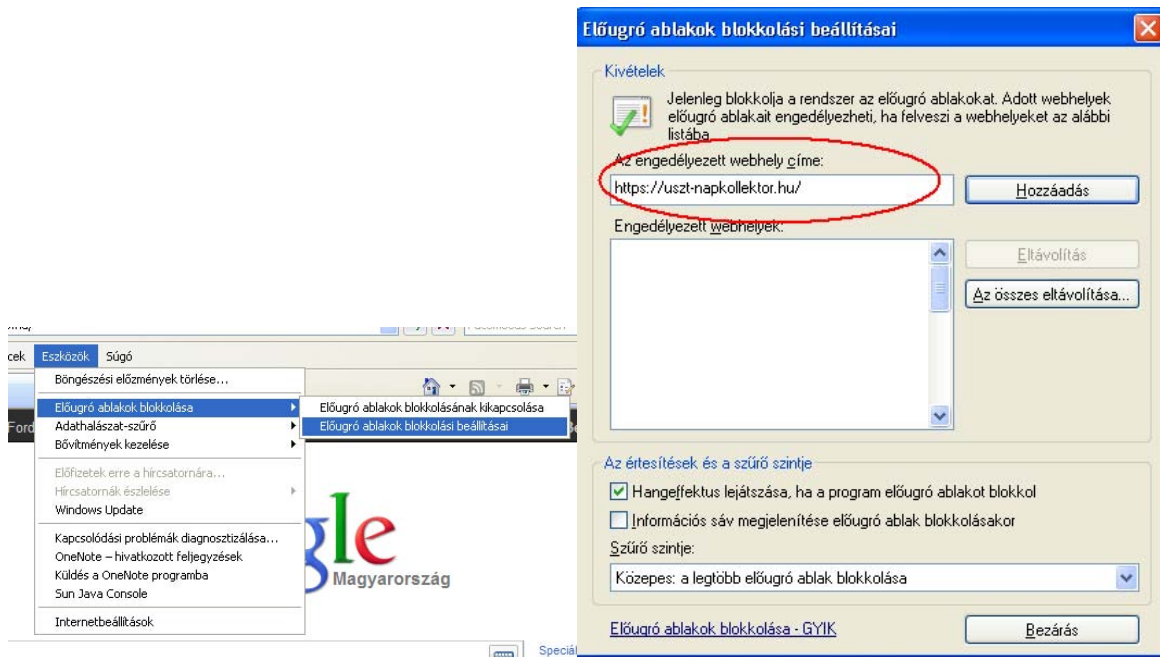 cek Eszközök Súgó
Böngészési előzmények törlése...
Előugró ablakok blokkolása
Előugró ablakok blokkolásának kikapcsolása
Adathalászat-szűrő
Előugró ablakok blokkolási beállításai
Bővítmények kezelése
Ford
Előfizetek erre a hírcsatornára...
Hírcsatornák észlelése
Windows Update
Kapcsolódási problémák diagnosztizálása...
OneNote – hivatkozott feljegyzések
Küldés a OneNote programba
Sun Java Console
Internetbeállítások
gle
Magyarország
Speciál
Előugró ablakok blokkolási beállításai
Kivételek
Jelenleg blokkolja a rendszer az előugró ablakokat. Adott webhelyek
előugró ablakait engedélyezheti, ha felveszi a webhelyeket az alábbi
listába.
Az engedélyezett webhely címe:
https://uszt-napkollektor.hu/
Hozzáadás
Engedélyezett webhelyek:
Eltávolítás
Az összes eltávolítása...
Az értesítések és a szűrő szintje
Hangeffektus lejátszása, ha a program előugró ablakot blokkol
Információs sáv megjelenítése előugró ablak blokkolásakor
Szűrő szintje:
Közepes: a legtöbb előugró ablak blokkolása
Előugró ablakok blokkolása - GYIK
Bezárás